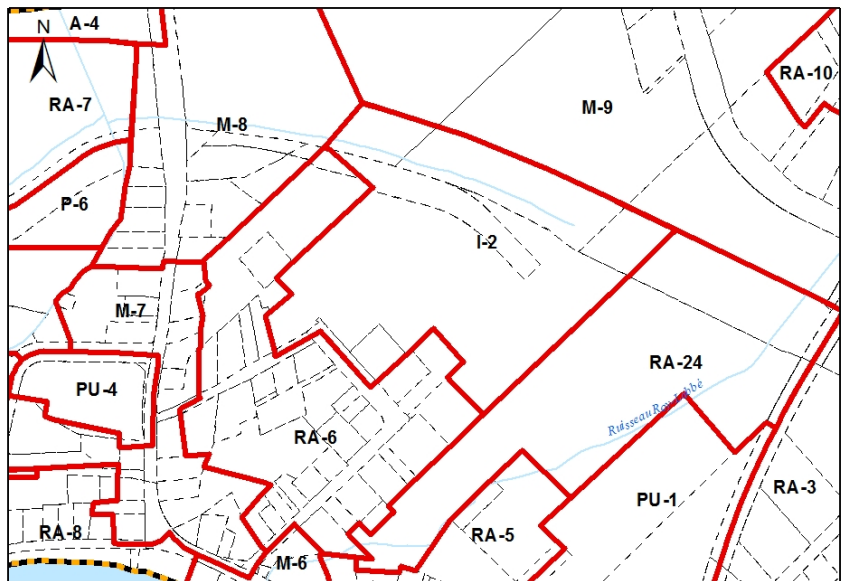 A-4
N
RA-7
M-8
M-9
RA-10
P-6
I-2
M-7
RA-24
PU-4
Ruisseau Roy
RA-6
PU-1
RA-3
RA-8
RA-5
M-6